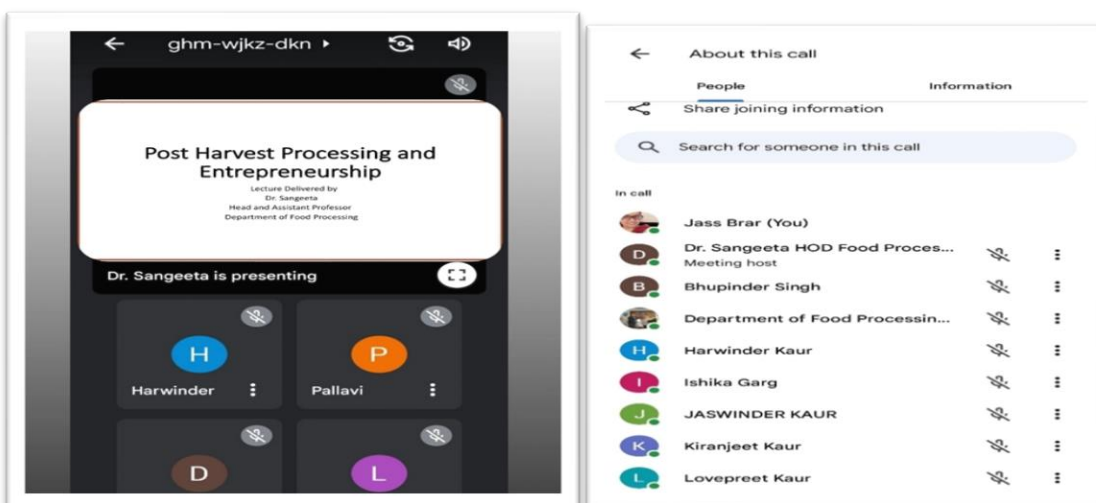 ghm-wjkz-dkn
Post Harvest Processing and
Entrepreneurship
Lecture Delivered by
Dr. Sangeeta
Head and Assistant Professor
Department of Food Processing
Dr. Sangeeta is presenting
H
P
Harwinder
Pallavi
D
L
About this call
People
Information
Share joining information
Search for someone in this call
In call
Jass Brar (You)
D
Dr. Sangeeta HOD Food Proces...
Meeting host
B
Bhupinder Singh
Department of Food Processin...
H
Harwinder Kaur
I
Ishika Garg
J
JASWINDER KAUR
K
Kiranjeet Kaur
L
Lovepreet Kaur